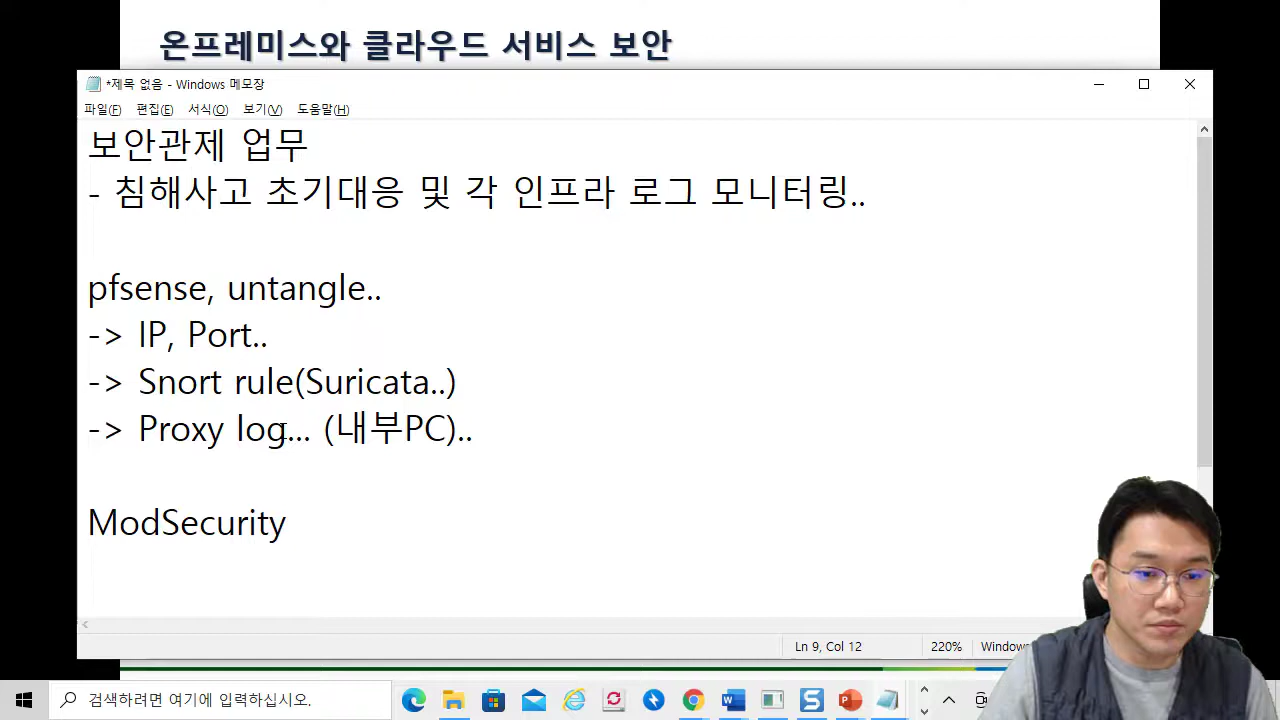 온프레미스와 클라우드 서비스 보안
*제목 없음 - Windows 메모장
파일(F) 편집(E) 서식(O) 보기(V) 도움말(H)
보안관제 업무
- 침해사고 초기대응 및 각 인프라 로그 모니터링..
pfsense, untangle..
-> IP, Port..
-> Snort rule(Suricata..)
-> Proxy log... (내부PC)..
ModSecurity
Ln 9, Col 12 220% Windows
검색하려면 여기에 입력하십시오.